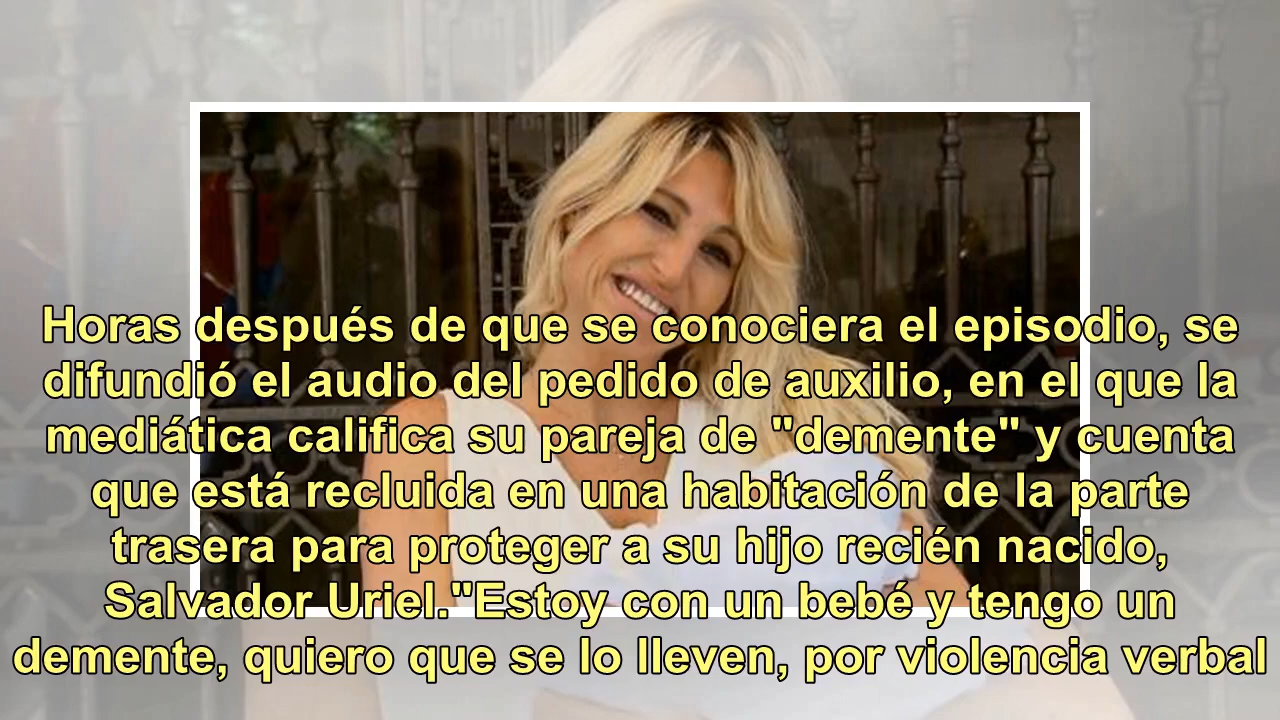 Horas después de que se conociera el episodio, se
difundió el audio del pedido de auxilio, en el que la
mediática califica su pareja de "demente" y cuenta
que está recluida en una habitación de la parte
trasera para proteger a su hijo recién nacido,
Salvador Uriel."Estoy con un bebé y tengo un
demente, quiero que se lo lleven, por violencia verbal